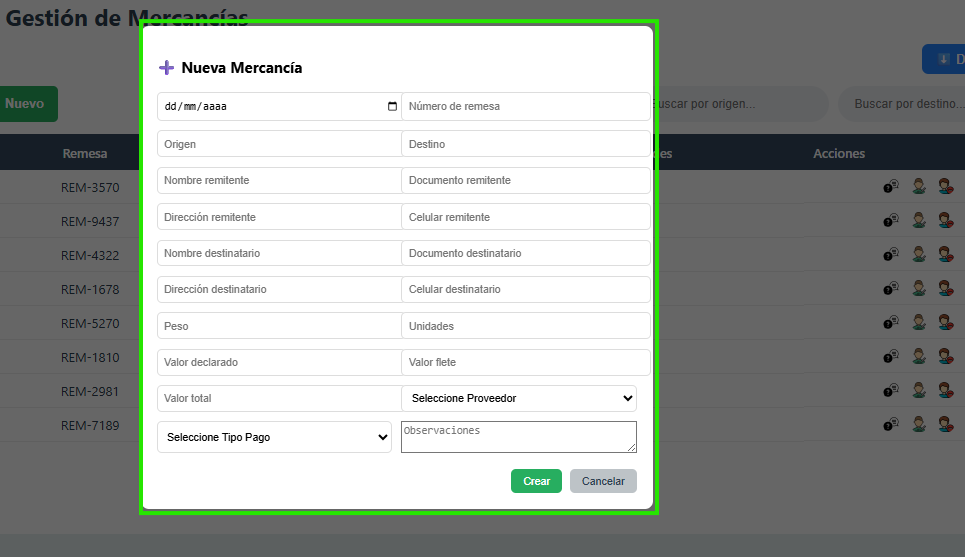 Gestión de Mercancías
Nueva Mercancía
Nuevo
dd/mm/aaaa
Número de remesa
buscar por origen...
Buscar por destino...
Origen
Destino
Remesa
Acciones
Nombre remitente
Documento remitente
REM-3570
Dirección remitente
Celular remitente
REM-9437
Nombre destinatario
Documento destinatario
REM-4322
Dirección destinatario
Celular destinatario
REM-1678
Peso
Unidades
REM-5270
Valor declarado
Valor flete
REM-1810
Valor total
Seleccione Proveedor
REM-2981
Seleccione Tipo Pago
Observaciones
REM-7189
Crear
Cancelar